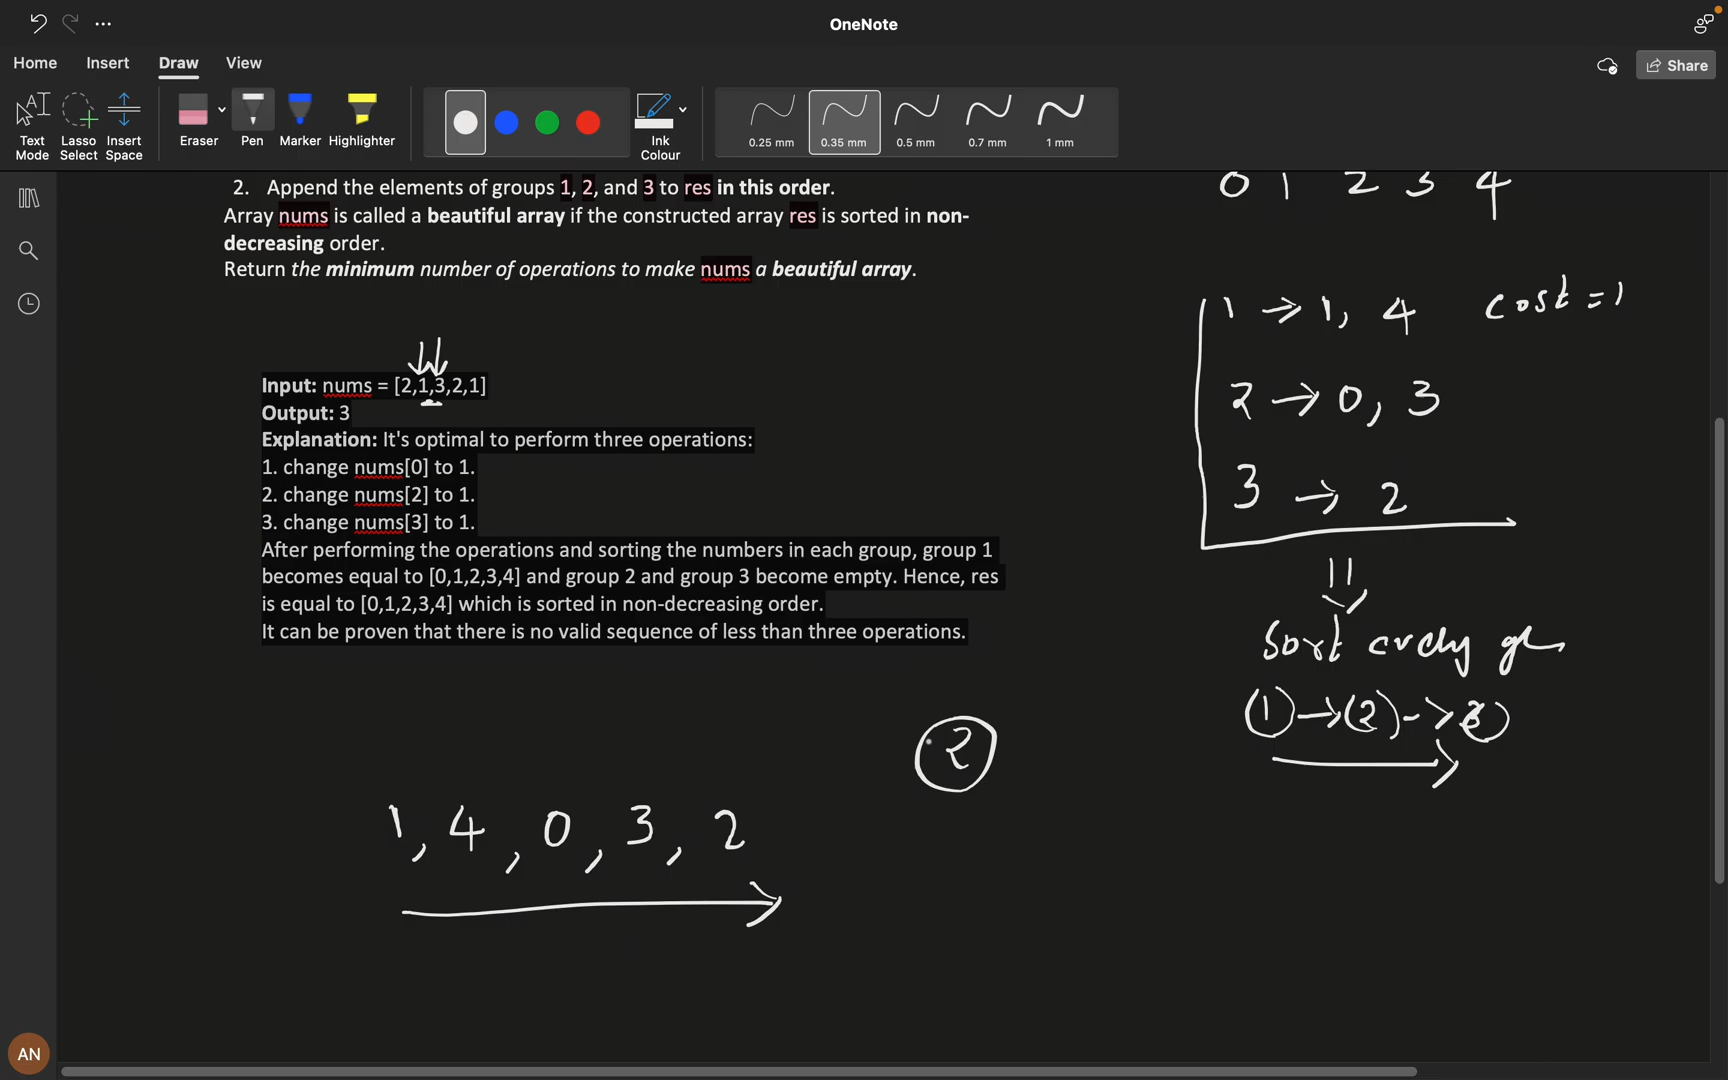 OneNote
Home Insert Draw View
Share
Text Mode
Lasso Select
Insert Space
Eraser
Pen
Marker
Highlighter
Ink Colour
0.25 mm
0.35 mm
0.5 mm
0.7 mm
1 mm
2. Append the elements of groups 1, 2, and 3 to res in this order.
Array nums is called a beautiful array if the constructed array res is sorted in non-
decreasing order.
Return the minimum number of operations to make nums a beautiful array.
Input: nums = [2,1,3,2,1]
Output: 3
Explanation: It's optimal to perform three operations:
1. change nums[0] to 1.
2. change nums[2] to 1.
3. change nums[3] to 1.
After performing the operations and sorting the numbers in each group, group 1
becomes equal to [0,1,2,3,4] and group 2 and group 3 become empty. Hence, res
is equal to [0,1,2,3,4] which is sorted in non-decreasing order.
It can be proven that there is no valid sequence of less than three operations.
2
1, 4, 0, 3, 2
0 1 2 3 4
1 → 1, 4 cost = 1
2 → 0, 3
3 → 2
Sort
(1) → (2) -> 3)
AN